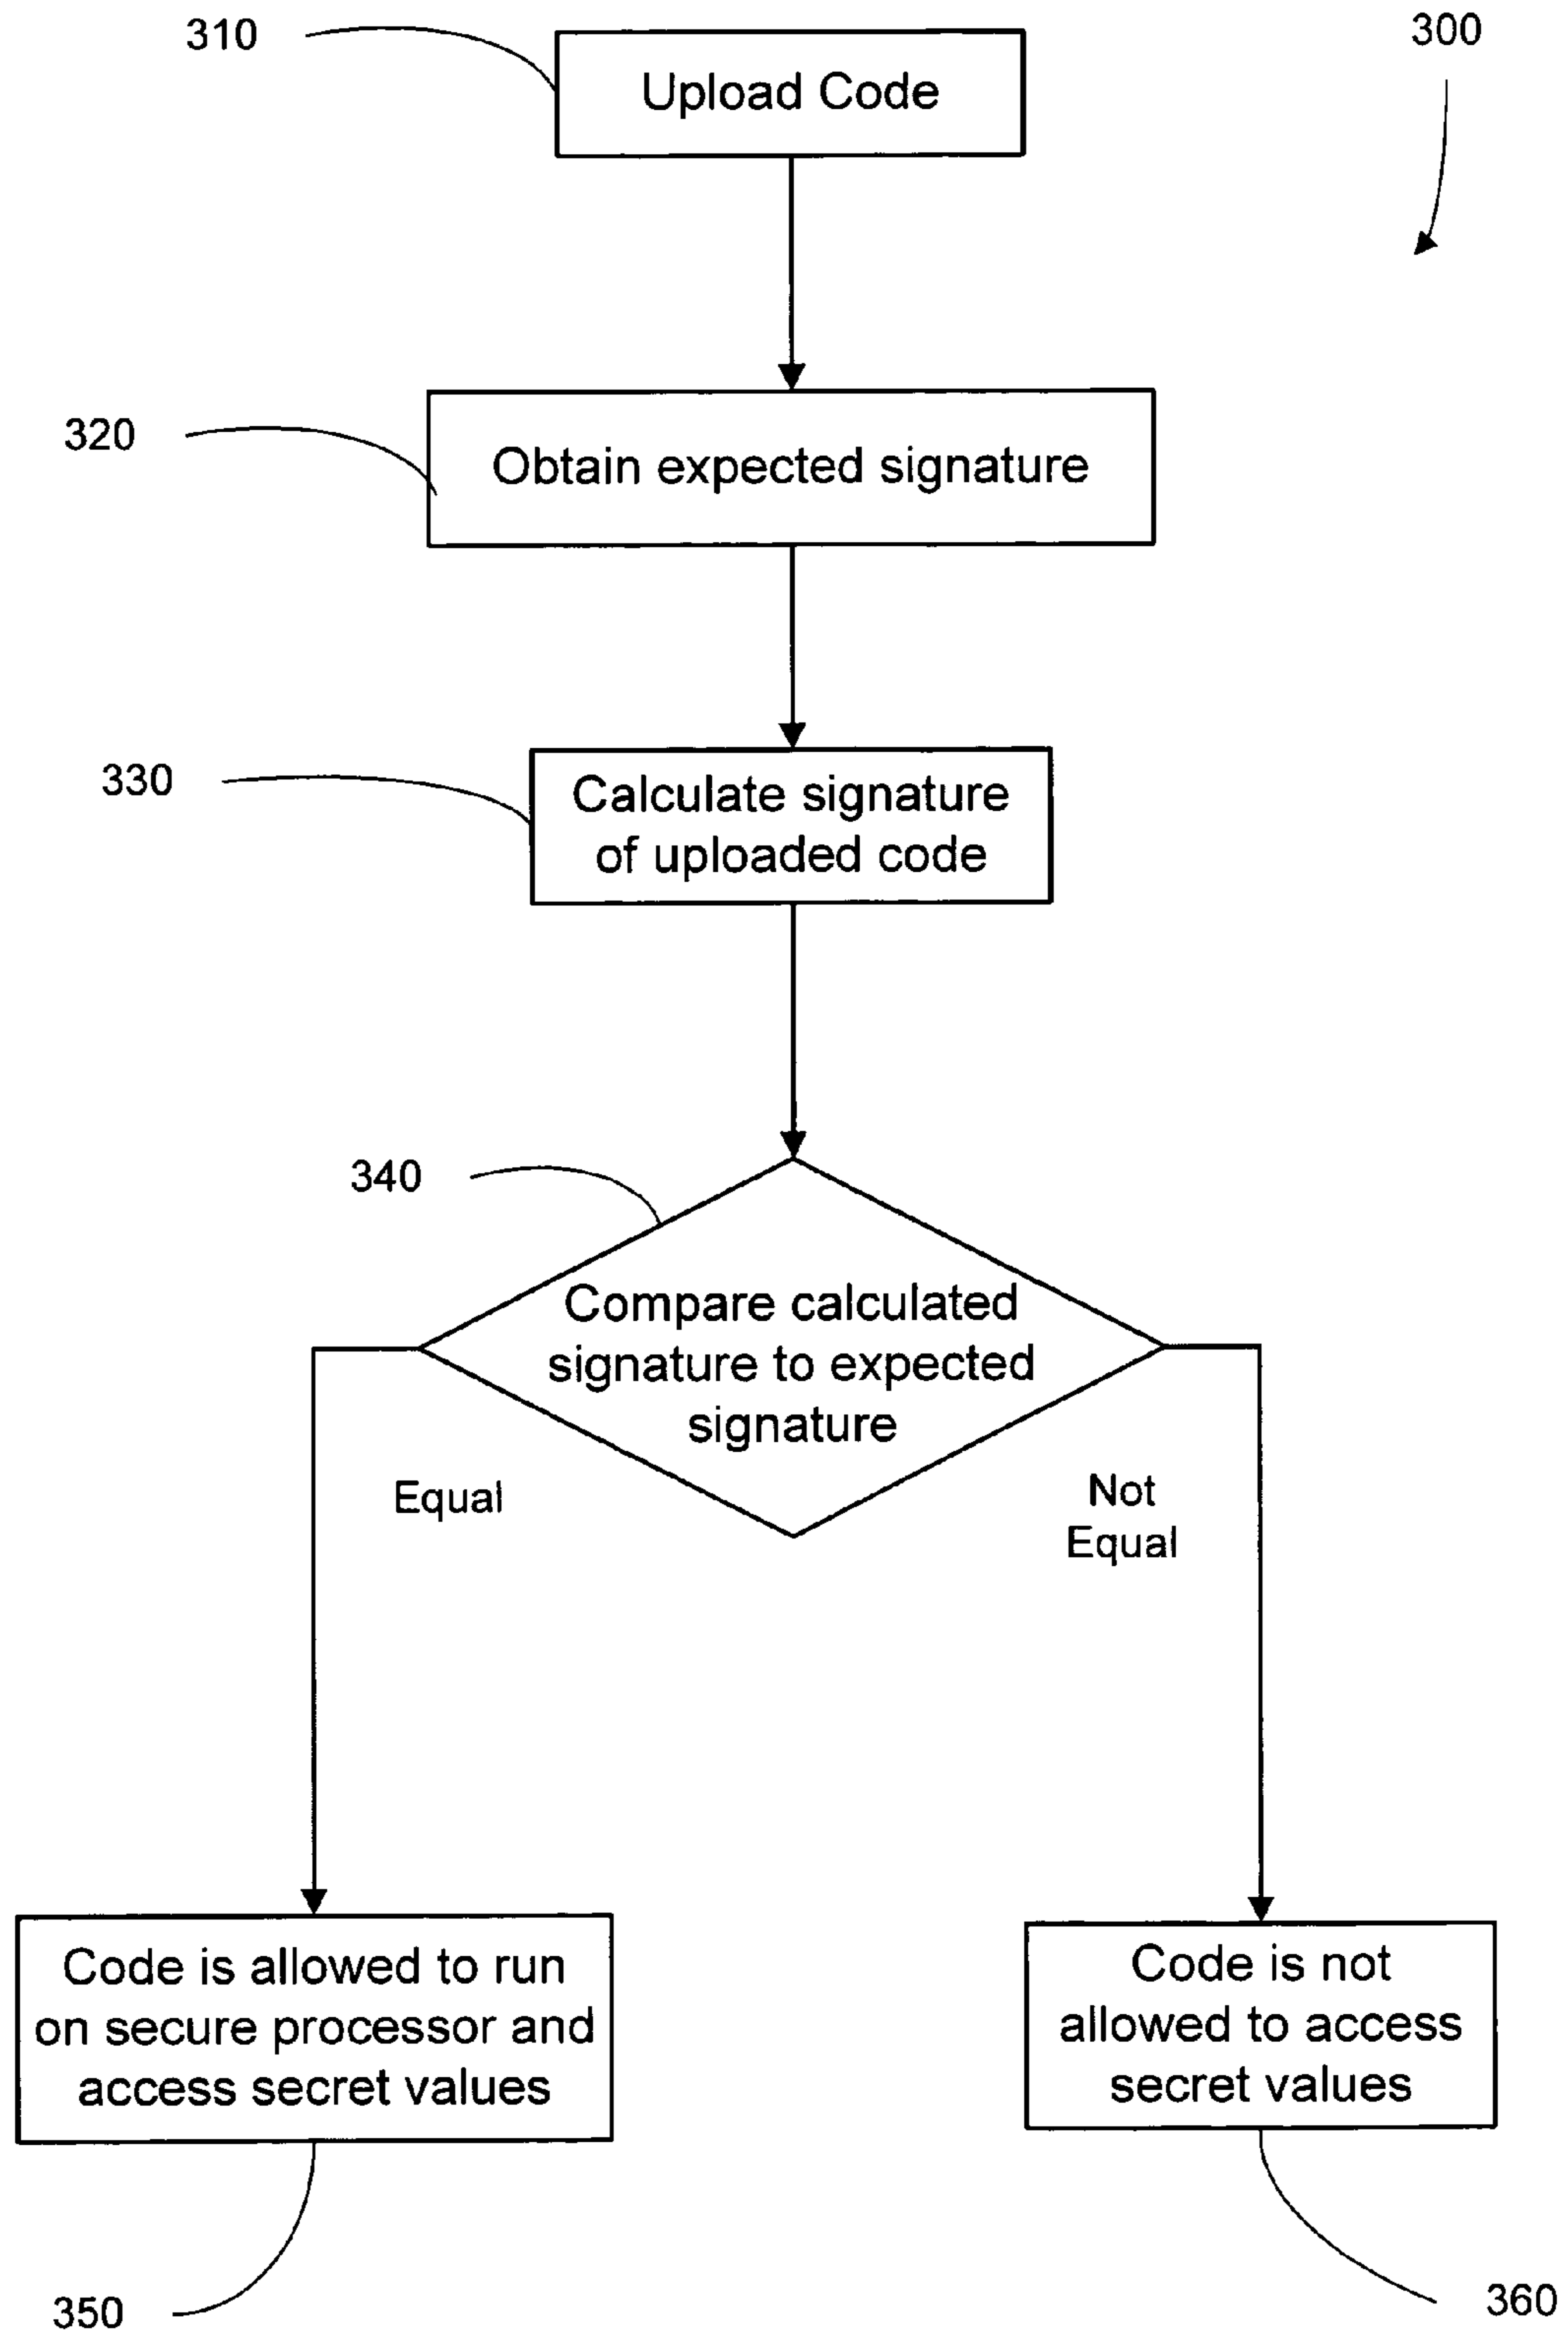 310
300
Upload Code
320
Obtain expected signature
330
Calculate signature
of uploaded code
340
Compare calculated
signature to expected
signature
Equal
Not
Equal
Code is allowed to run
on secure processor and
access secret values
Code is not
allowed to access
secret values
350
360